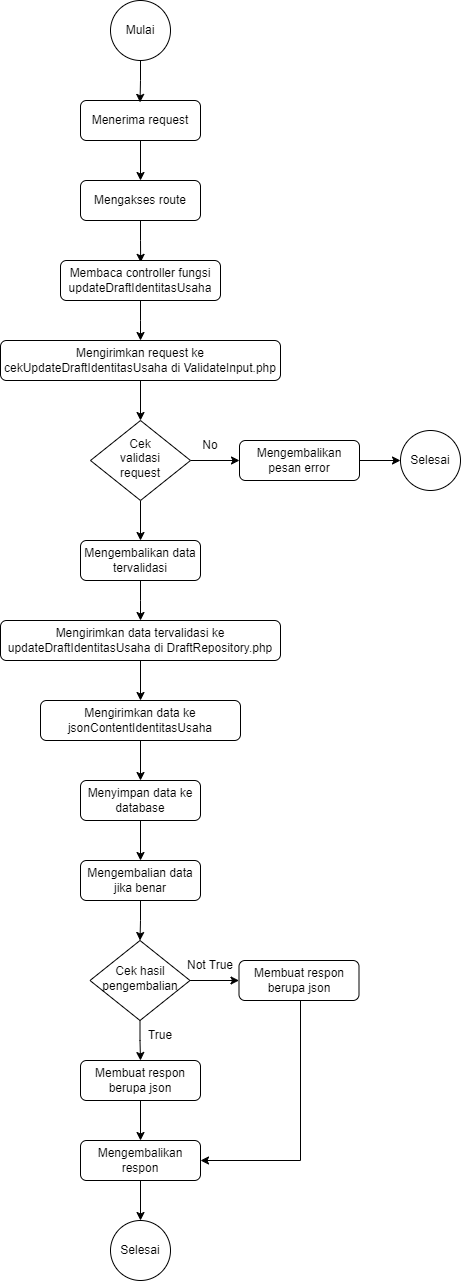 Mulai
Menerima request
Mengakses route
Membaca controller fungsi
updateDraftIdentitasUsaha
Mengirimkan request ke
cekUpdateDraftIdentitasUsaha di ValidateInput.php
Cek
validasi
request
No
Mengembalikan
pesan error
Selesai
Mengembalikan data
tervalidasi
Mengirimkan data tervalidasi ke
updateDraftIdentitasUsaha di DraftRepository.php
Mengirimkan data ke
jsonContentIdentitasUsaha
Menyimpan data ke
database
Mengembalian data
jika benar
Cek hasil
pengembalian
Not True
Membuat respon
berupa json
True
Membuat respon
berupa json
Mengembalikan
respon
Selesai